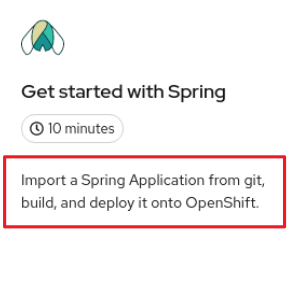 Get started with Spring
10 minutes
Import a Spring Application from git,
build, and deploy it onto OpenShift.